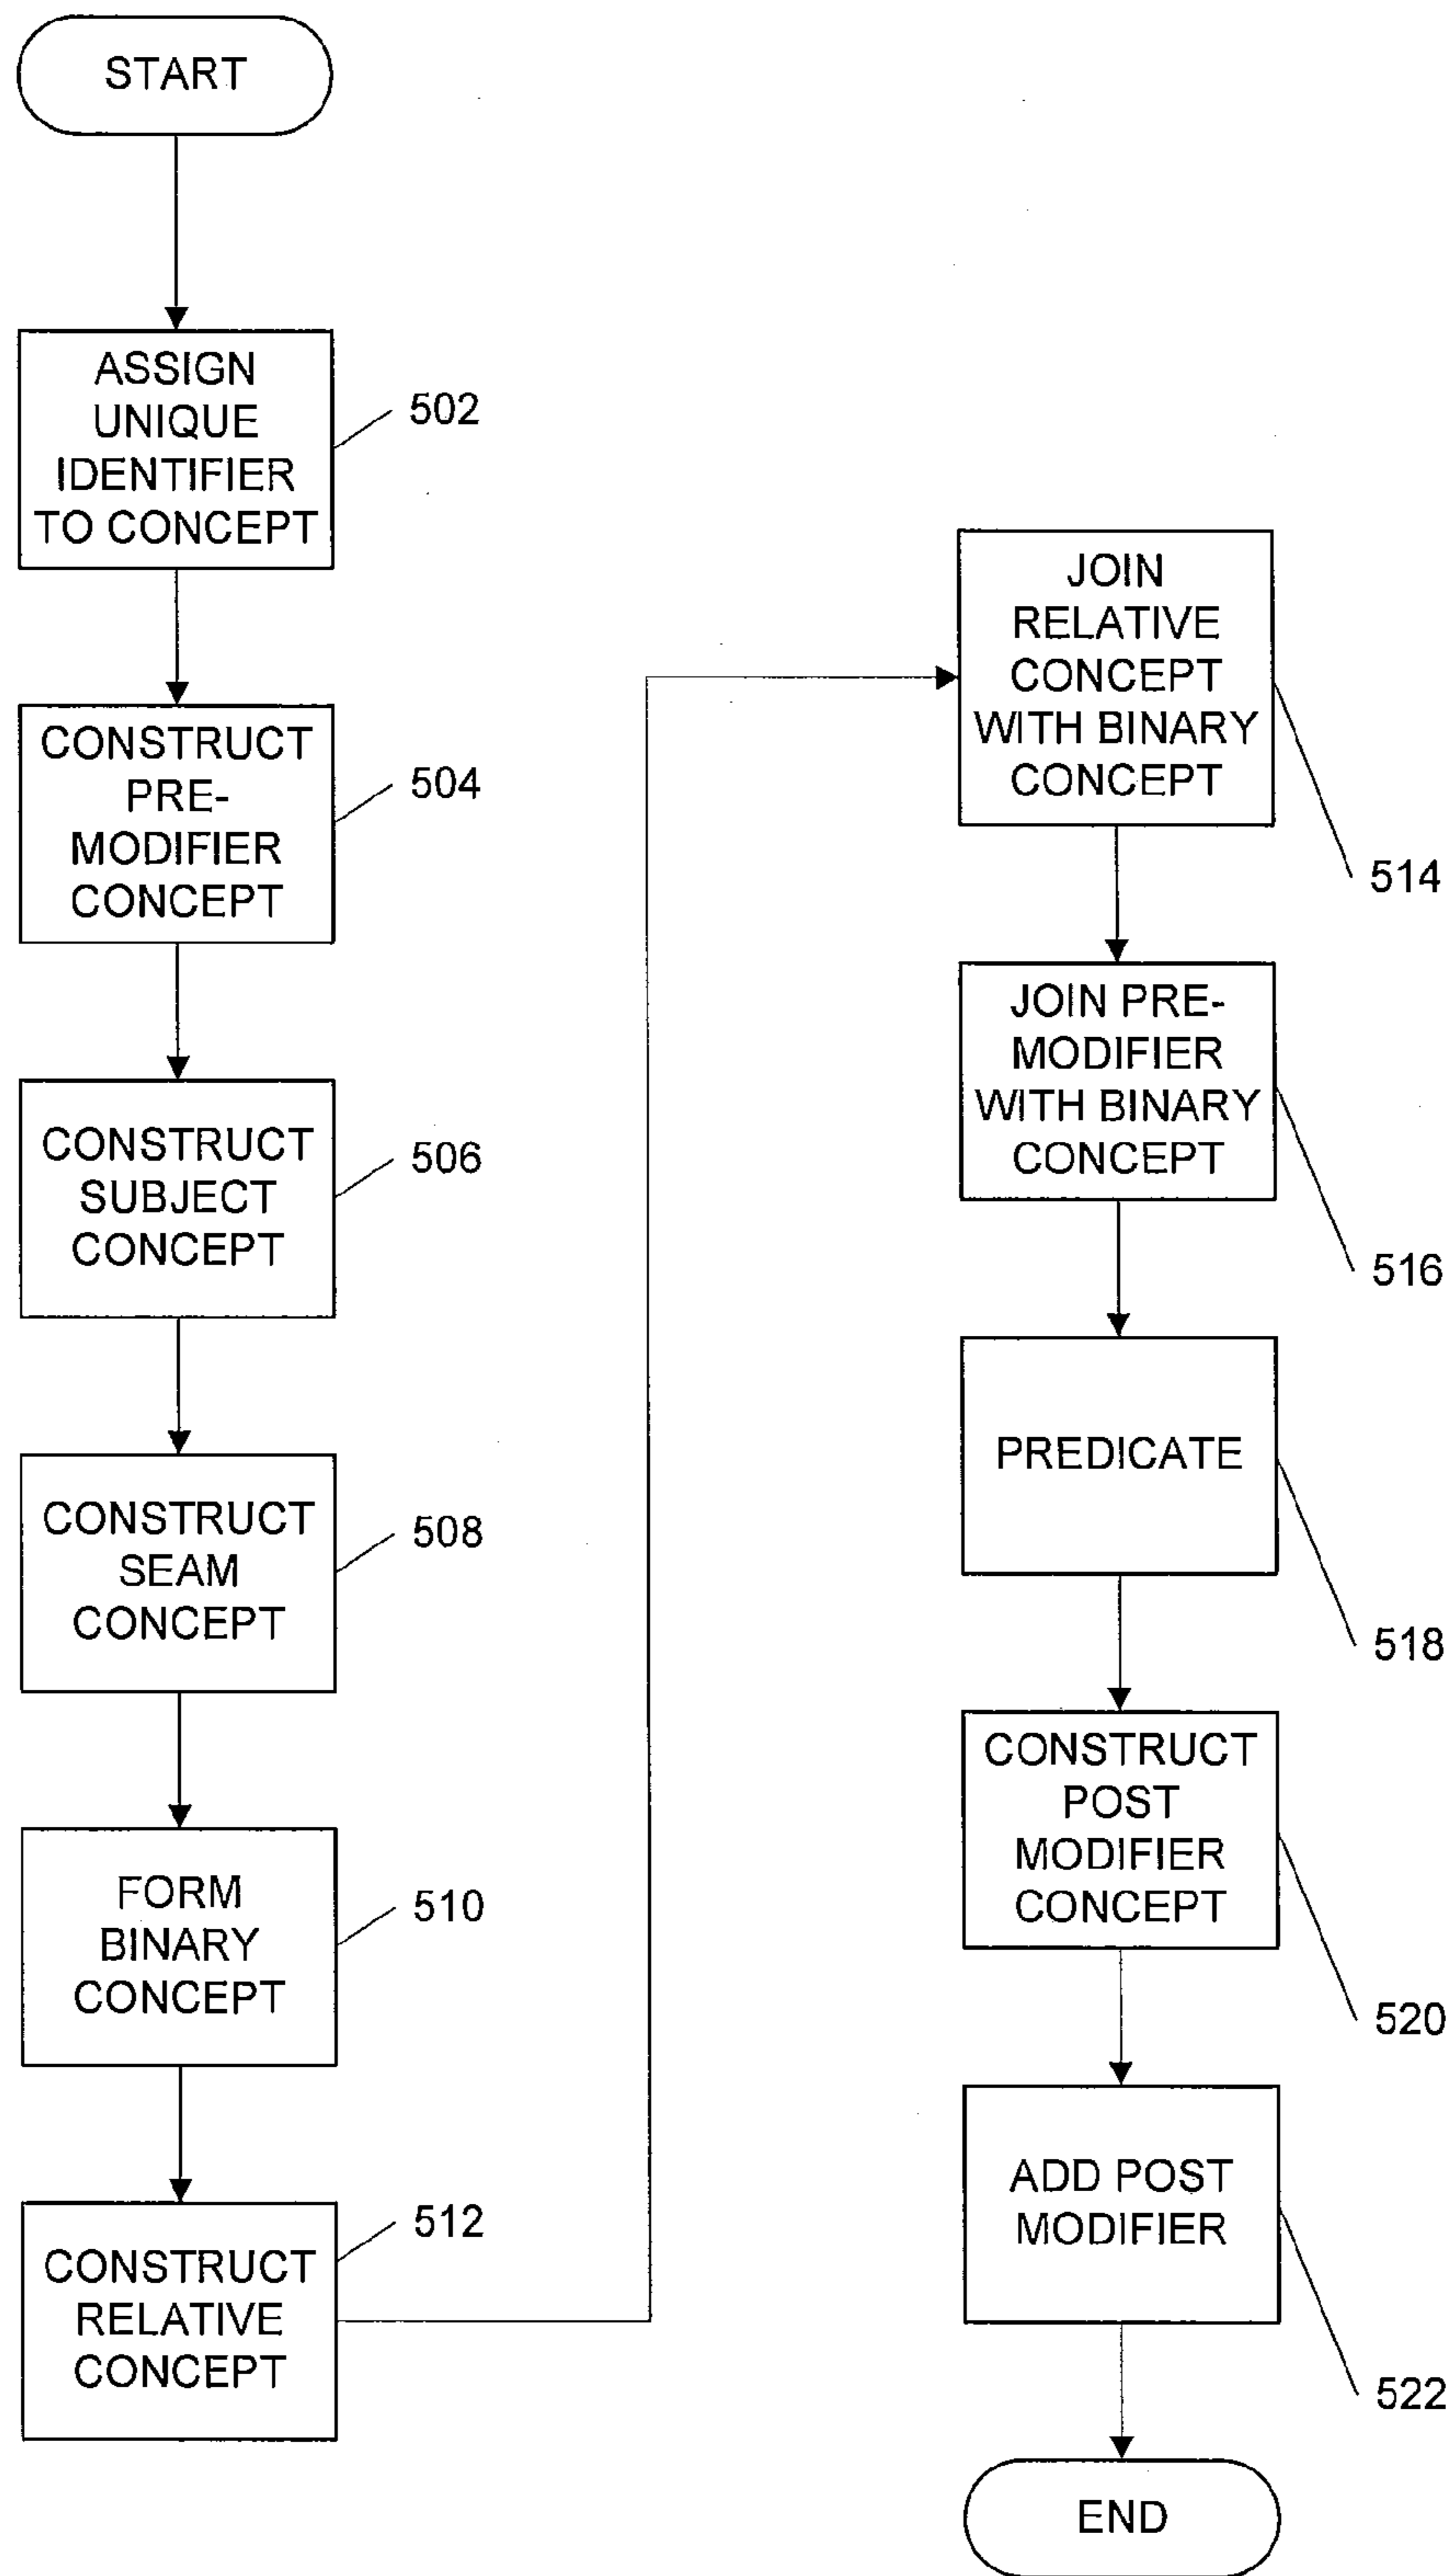 START
ASSIGN
UNIQUE
IDENTIFIER
TO CONCEPT
502
CONSTRUCT
PRE-
MODIFIER
CONCEPT
504
CONSTRUCT
SUBJECT
CONCEPT
506
CONSTRUCT
SEAM
CONCEPT
508
FORM
BINARY
CONCEPT
510
CONSTRUCT
RELATIVE
CONCEPT
512
JOIN
RELATIVE
CONCEPT
WITH BINARY
CONCEPT
514
JOIN PRE-
MODIFIER
WITH BINARY
CONCEPT
516
PREDICATE
518
CONSTRUCT
POST
MODIFIER
CONCEPT
520
ADD POST
MODIFIER
522
END